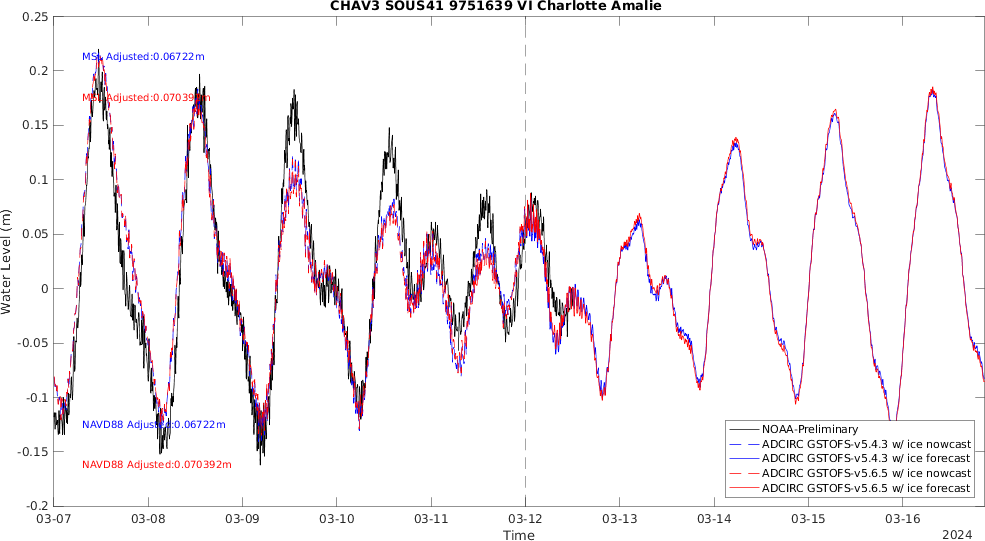 CHAV3 SOUS41 9751639 VI Charlotte Amalie
0.25
0.2
0.15
0.1
0.05
0
-0.05
-0.1
-0.15
-0.2
Water Level (m)
MSL Adjusted:0.06722m
MSL Adjusted:0.070392m
NAVD88 Adjusted:0.06722m
NAVD88 Adjusted:0.070392m
NOAA-Preliminary
ADCIRC GSTOFS-v5.4.3 w/ ice nowcast
ADCIRC GSTOFS-v5.4.3 w/ ice forecast
ADCIRC GSTOFS-v5.6.5 w/ ice nowcast
ADCIRC GSTOFS-v5.6.5 w/ ice forecast
03-07 03-08 03-09 03-10 03-11 03-12 03-13 03-14 03-15 03-16
Time
2024